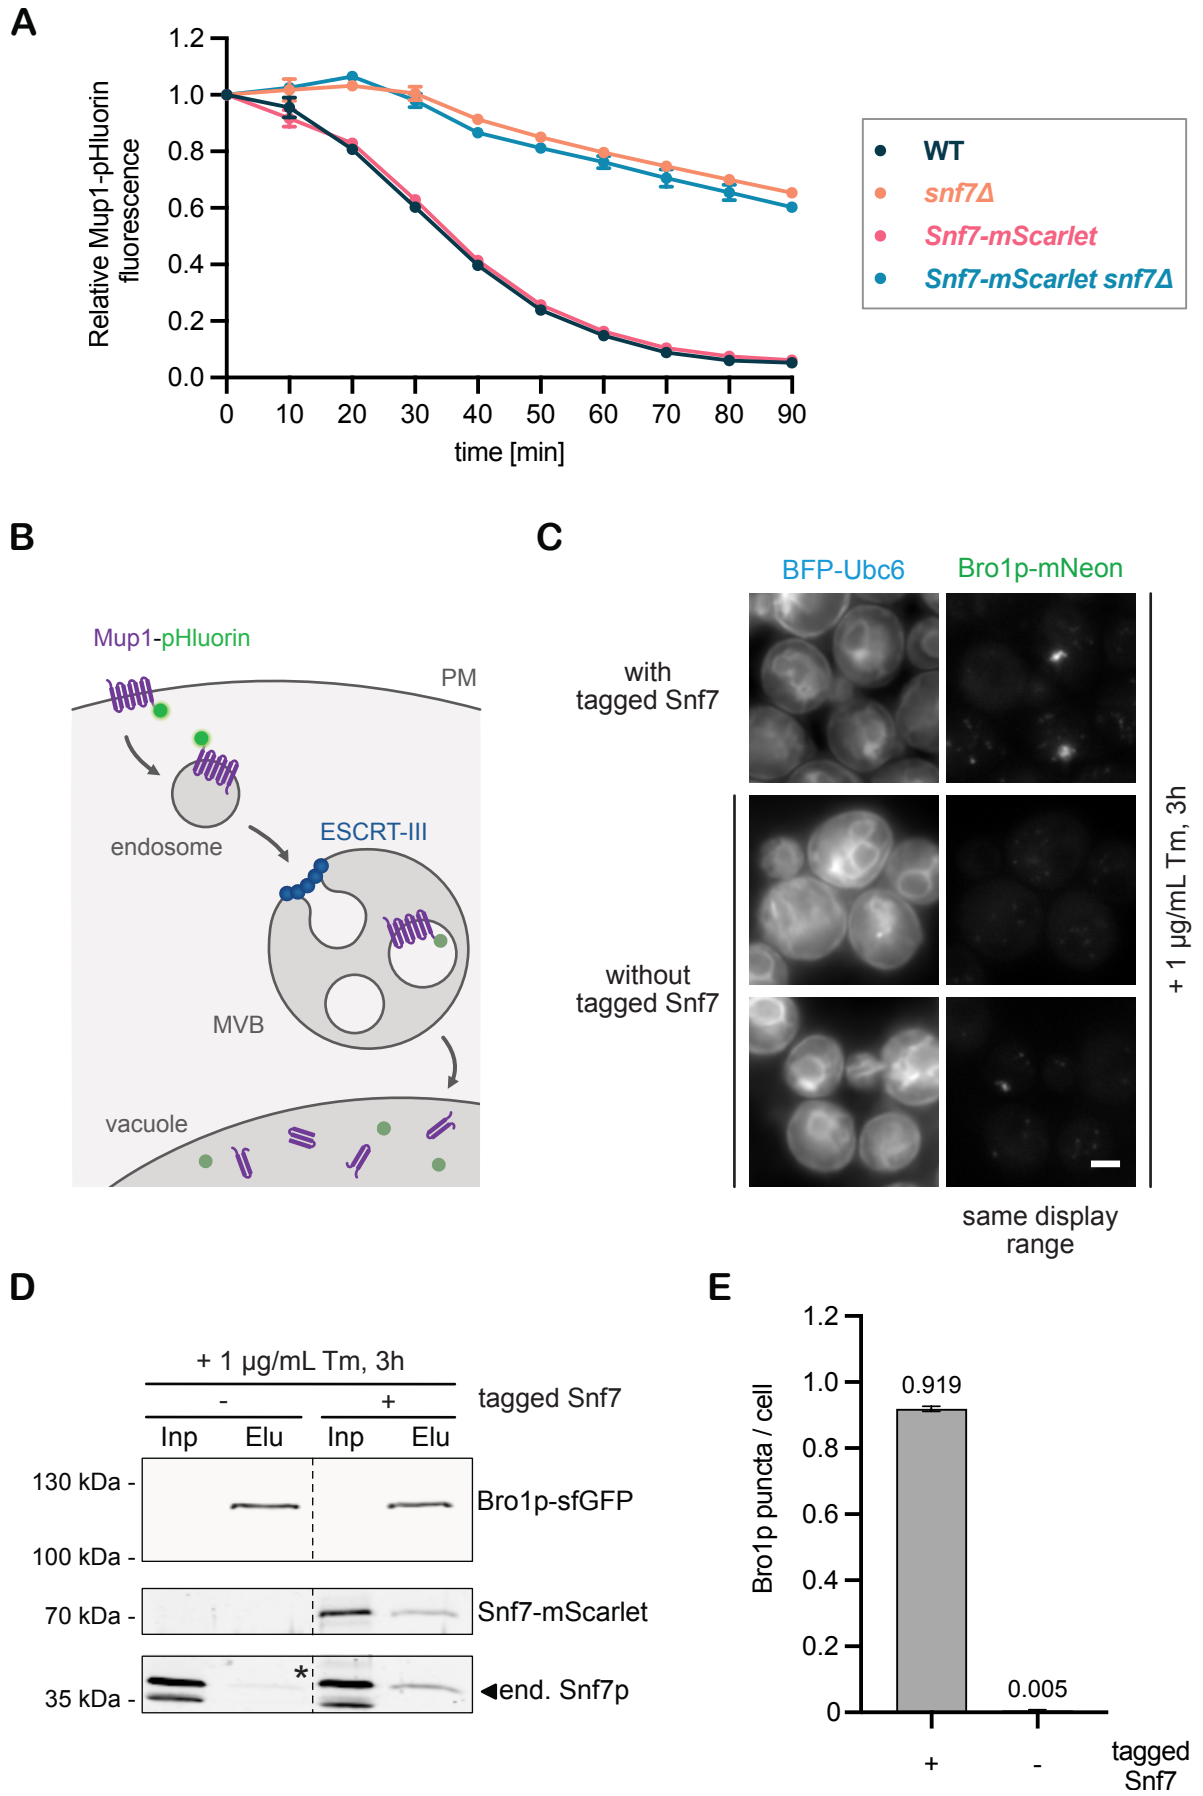 A
1.2
1.0
0.8
0.6
0.4
0.2
0.0
Relative Mup1-pHluorin
fluorescence
0 10 20 30 40 50 60 70 80 90
time [min]
WT
snf7Δ
Snf7-mScarlet
Snf7-mScarlet snf7Δ
B
Mup1-pHluorin
PM
endosome
ESCRT-III
MVB
vacuole
C
BFP-Ubc6 Bro1p-mNeon
with
tagged Snf7
without
tagged Snf7
+ 1 µg/mL Tm, 3h
same display
range
D
+ 1 µg/mL Tm, 3h
- + tagged Snf7
Inp Elu Inp Elu
130 kDa -
Bro1p-sfGFP
100 kDa -
70 kDa -
Snf7-mScarlet
*
35 kDa -
end. Snf7p
E
1.2
1.0
0.8
0.6
0.4
0.2
0
Bro1p puncta / cell
0.919
0.005
+ -
tagged
Snf7